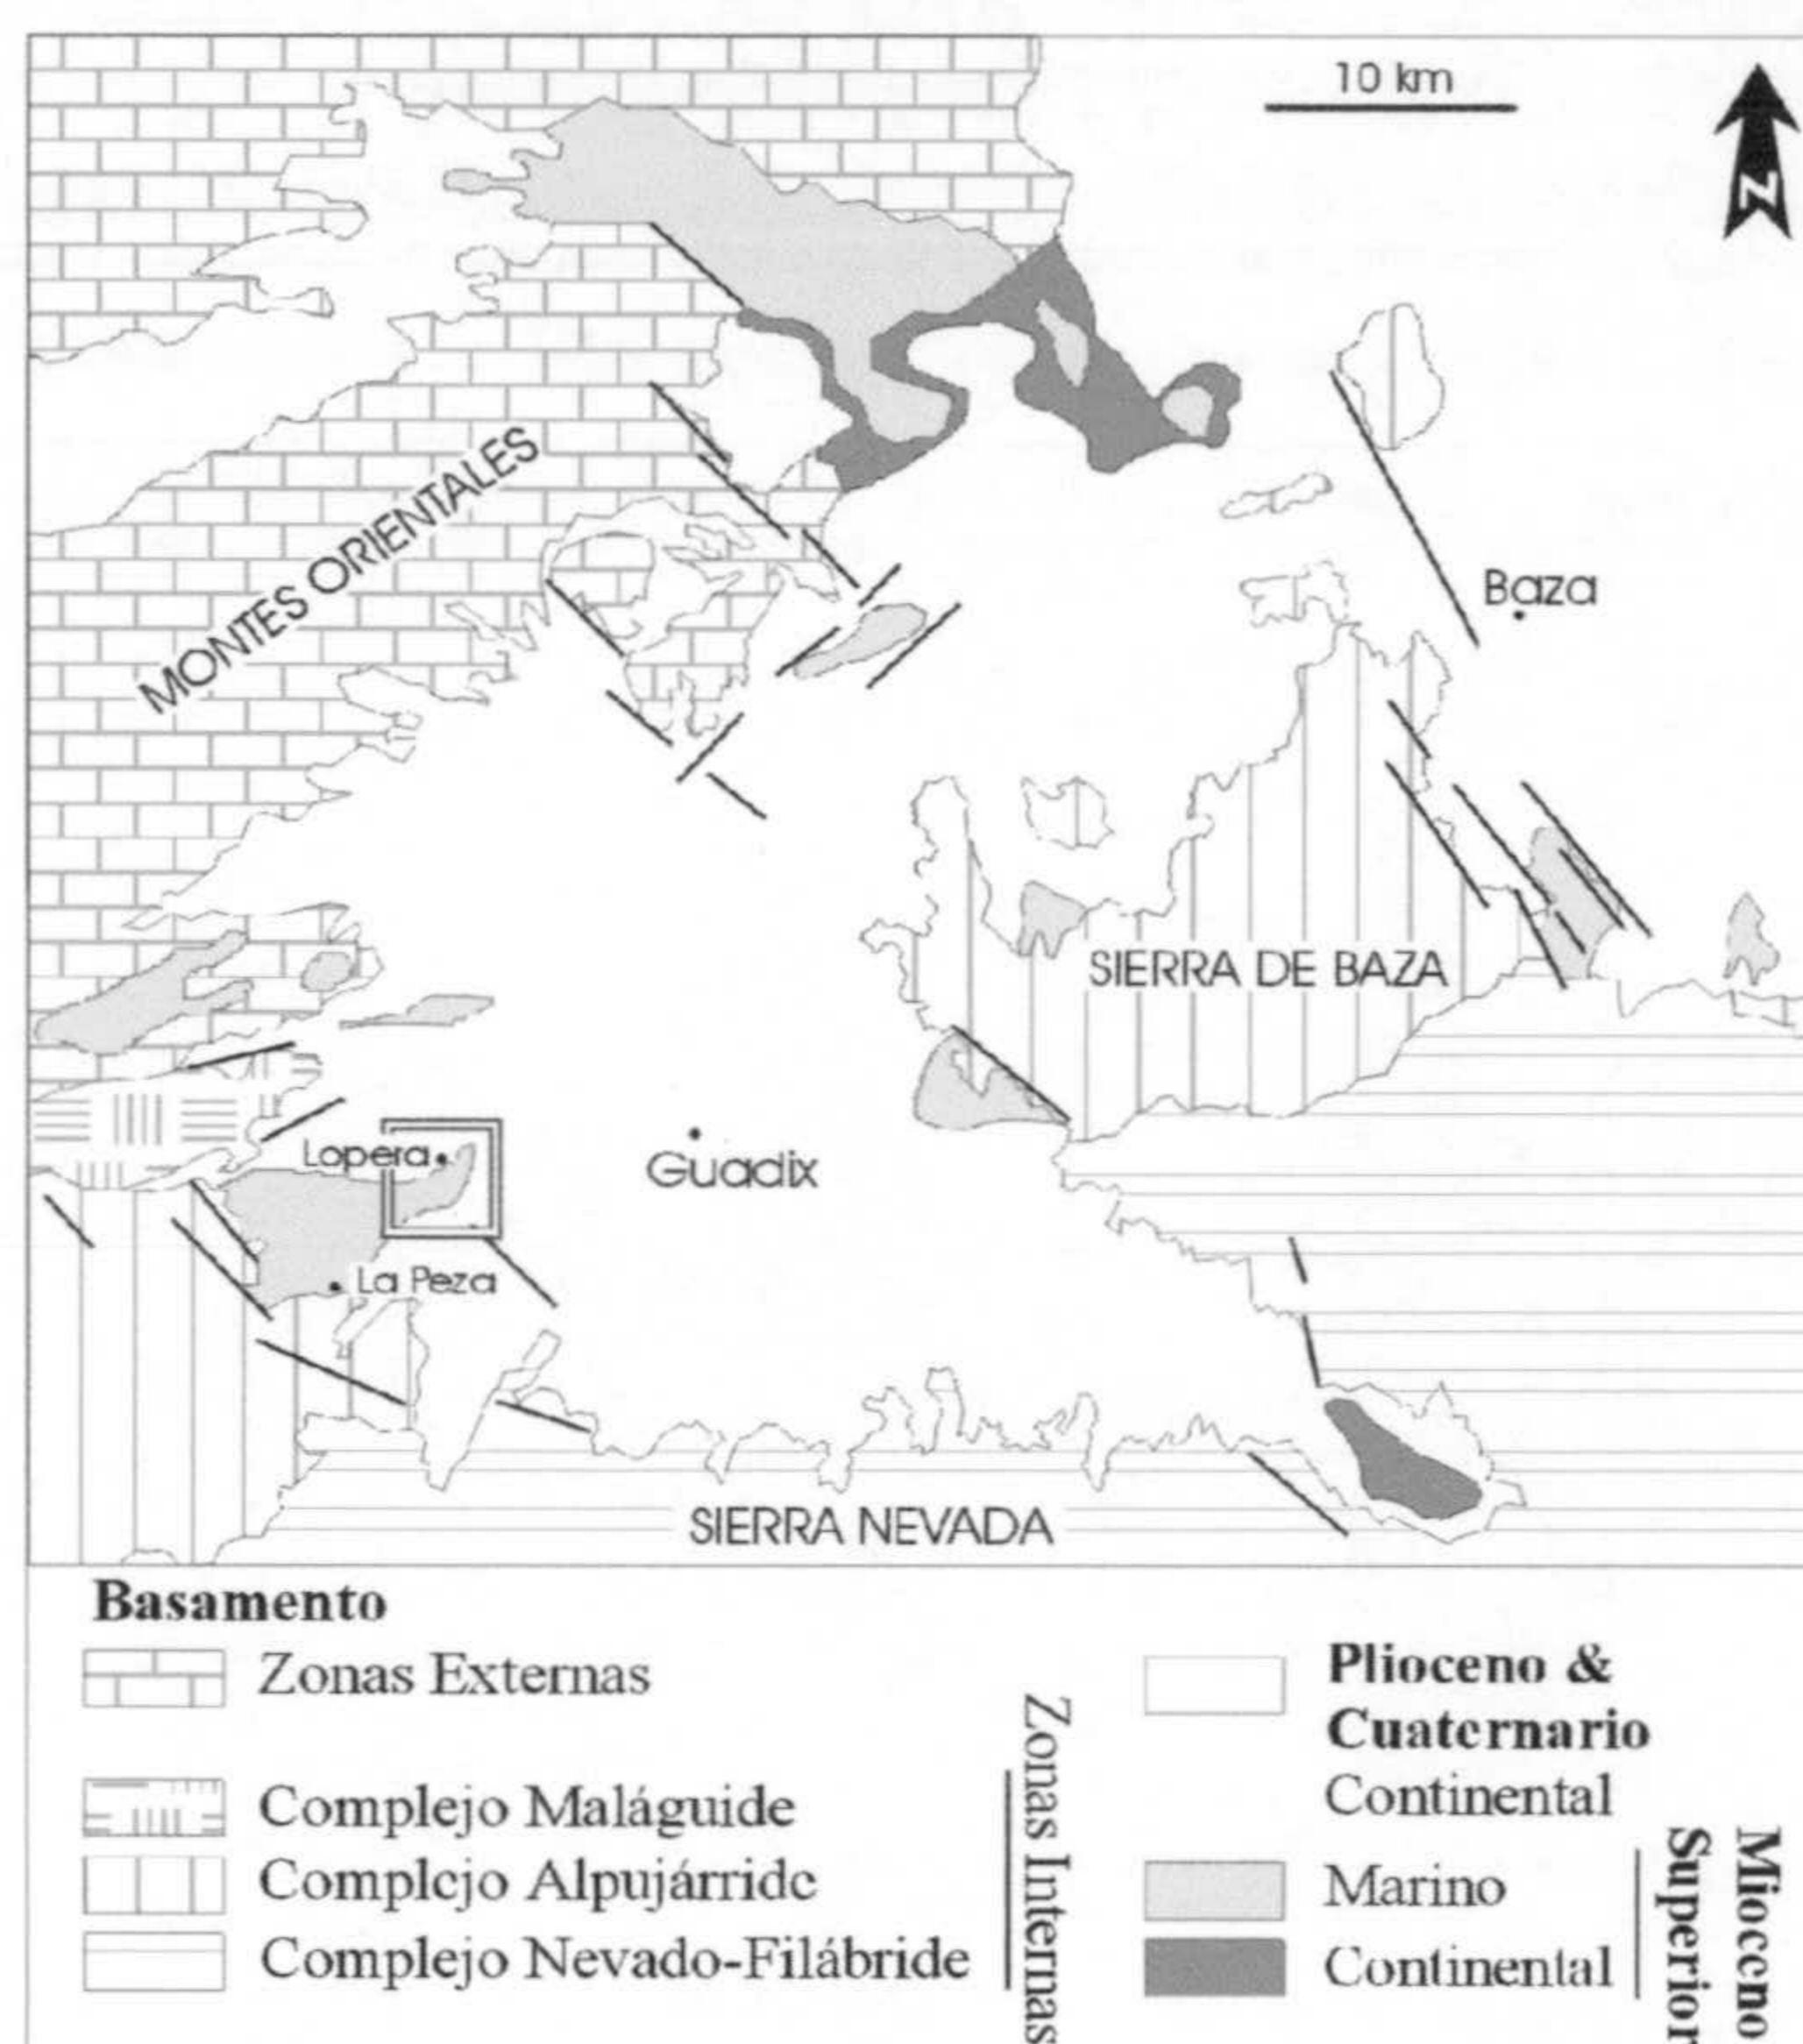 10 km
N
MONTES ORIENTALES
Baza
SIERRA DE BAZA
Lopera
Guadix
La Peza
SIERRA NEVADA
Basamento
Zonas Externas
Complejo Maláguide
Complejo Alpujárride
Complejo Nevado-Filábride
Zonas Internas
Plioceno &
Cuaternario
Continental
Marino
Continental
Mioceno
Superior